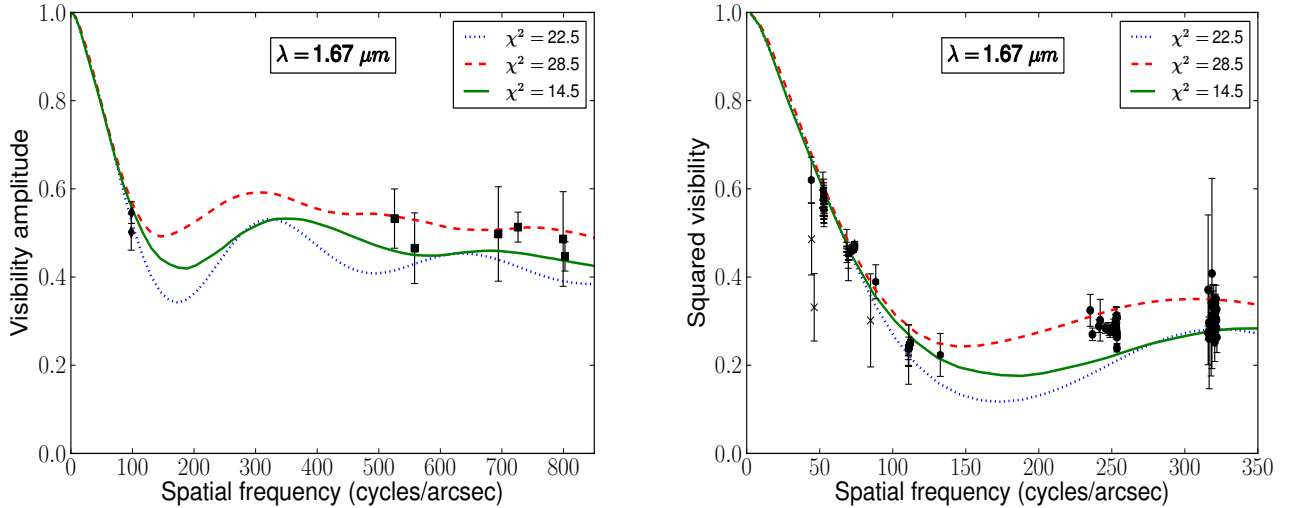 1.0
0.8
0.6
0.4
0.2
0.0
0
100
200
300
400
500
600
700
800
Visibility amplitude
Spatial frequency (cycles/arcsec)
λ = 1.67 μm
χ² = 22.5
χ² = 28.5
χ² = 14.5
1.0
0.8
0.6
0.4
0.2
0.0
0
50
100
150
200
250
300
350
Squared visibility
Spatial frequency (cycles/arcsec)
λ = 1.67 μm
χ² = 22.5
χ² = 28.5
χ² = 14.5